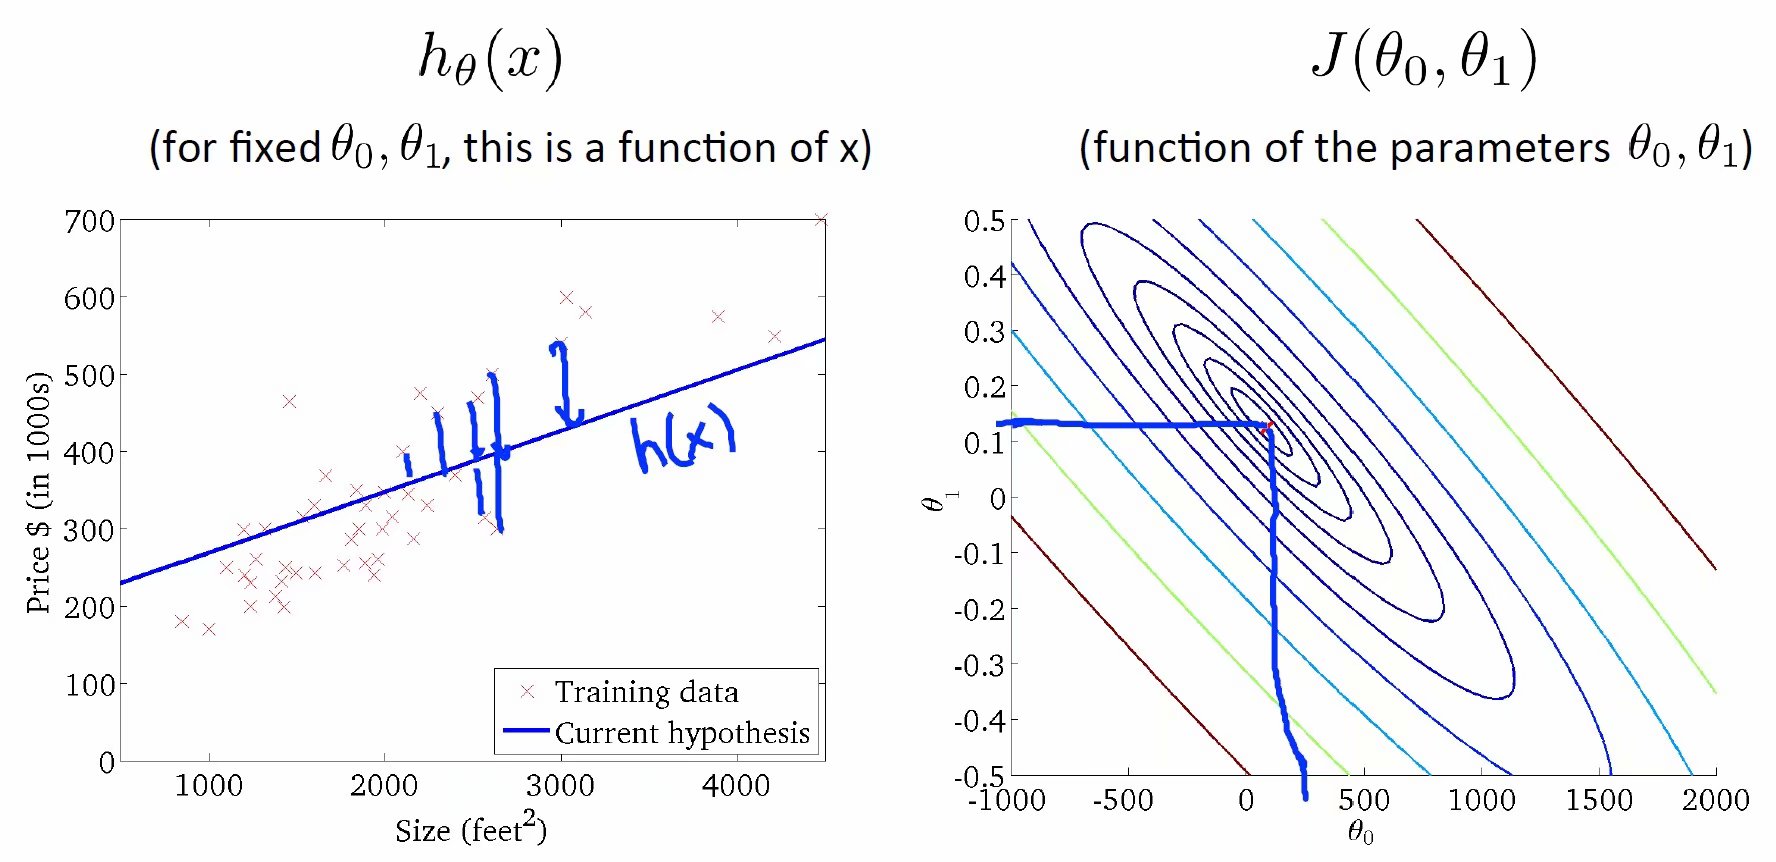 h_θ(x)
(for fixed θ₀, θ₁, this is a function of x)
700
600
500
400
300
200
100
0
Price $ (in 1000s)
1000 2000 3000 4000
Size (feet²)
h(x)
Training data
Current hypothesis
J(θ₀, θ₁)
(function of the parameters θ₀, θ₁)
0.5
0.4
0.3
0.2
0.1
0
-0.1
-0.2
-0.3
-0.4
-0.5
θ₁
-1000 -500 0 500 1000 1500 2000
θ₀